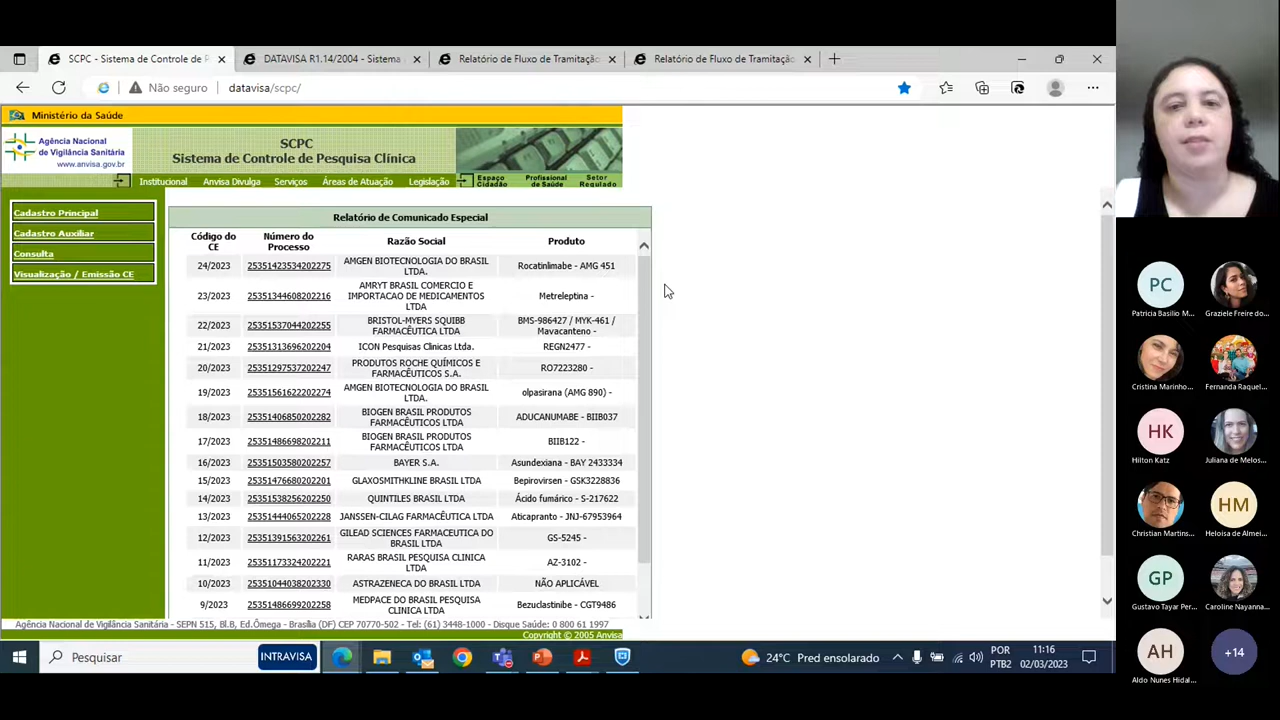 SCPC - Sistema de Controle de P
DATAVISA R1.14/2004 - Sistema
Relatório de Fluxo de Tramitação
Relatório de Fluxo de Tramitação
Não seguro
datavisa/scpc/
Ministério da Saúde
Agência Nacional
de Vigilância Sanitária
www.anvisa.gov.br
SCPC
Sistema de Controle de Pesquisa Clínica
Institucional Anvisa Divulga Serviços Áreas de Atuação Legislação
Espaço Cidadão
Profissional de Saúde
Setor Regulado
Cadastro Principal
Cadastro Auxiliar
Consulta
Visualização / Emissão CE
Relatório de Comunicado Especial
Código do CE Número do Processo Razão Social Produto
24/2023 25351423534202275 AMGEN BIOTECNOLOGIA DO BRASIL LTDA. Rocatinlimabe - AMG 451
23/2023 25351344608202216 AMRYT BRASIL COMERCIO E IMPORTACAO DE MEDICAMENTOS LTDA Metreleptina -
22/2023 25351537044202255 BRISTOL-MYERS SQUIBB FARMACÊUTICA LTDA BMS-986427 / MYK-461 / Mavacanteno -
21/2023 25351313696202204 ICON Pesquisas Clinicas Ltda. REGN2477 -
20/2023 25351297537202247 PRODUTOS ROCHE QUÍMICOS E FARMACÊUTICOS S.A. RO7223280 -
19/2023 25351561622202274 AMGEN BIOTECNOLOGIA DO BRASIL LTDA. olpasirana (AMG 890) -
18/2023 25351406850202282 BIOGEN BRASIL PRODUTOS FARMACÊUTICOS LTDA ADUCANUMABE - BIIB037
17/2023 25351486698202211 BIOGEN BRASIL PRODUTOS FARMACÊUTICOS LTDA BIIB122 -
16/2023 25351503580202257 BAYER S.A. Asundexiana - BAY 2433334
15/2023 25351476680202201 GLAXOSMITHKLINE BRASIL LTDA Bepirovirsen - GSK3228836
14/2023 25351538256202250 QUINTILES BRASIL LTDA Ácido fumárico - S-217622
13/2023 25351444065202228 JANSSEN-CILAG FARMACÊUTICA LTDA Aticapranto - JNJ-67953964
12/2023 25351391563202261 GILEAD SCIENCES FARMACEUTICA DO BRASIL LTDA GS-5245 -
11/2023 25351173324202221 RARAS BRASIL PESQUISA CLINICA LTDA AZ-3102 -
10/2023 25351044038202330 ASTRAZENECA DO BRASIL LTDA NÃO APLICÁVEL
9/2023 25351486699202258 MEDPACE DO BRASIL PESQUISA CLINICA LTDA Bezuclastinibe - CGT9486
Agência Nacional de Vigilância Sanitária - SEPN 515, Bl.B, Ed.Ômega - Brasília (DF) CEP 70770-502 - Tel: (61) 3448-1000 - Disque Saúde: 0 800 61 1997
Copyright © 2005 Anvisa
Pesquisar
INTRAVISA
24°C Pred ensolarado
POR
PTB2
11:16
02/03/2023
PC
Patricia Basilio M...
Graziele Freire do...
Cristina Marinho...
Fernanda Raquel...
HK
Hilton Katz
Juliana de Melos...
Christian Martins...
HM
Heloisa de Almei...
GP
Gustavo Tayar Per...
Caroline Nayanna...
AH
Aldo Nunes Hidal...
+14